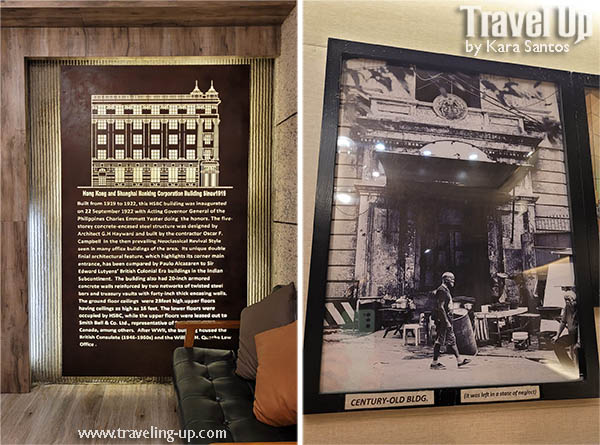 Hong Kong and Shanghai Banking Corporation Building Since1919
Built from 1919 to 1922, this HSBC building was inaugurated
on 22 September 1922 with Acting Governor General of the
Philippines Charles Emmett Yeater doing the honors. The five-
storey concrete-encased steel structure was designed by
Architect G.H Hayward and built by the contractor Oscar F.
Campbell in the then prevailing Neoclassical Revival Style
seen in many office buildings of the area. Its unique double
finial architectural feature, which highlights its corner main
entrance, has been compared by Paulo Alcazaren to Sir
Edward Lutyens' British Colonial Era buildings in the Indian
Subcontinent. The building also had 20-inch armored
concrete walls reinforced by two networks of twisted steel
bars and treasury vaults with forty-inch thick encasing walls.
The ground floor ceilings were 23feet high,upper floors
having ceilings as high as 16 feet. The lower floors were
occupied by HSBC, while the upper floors were leased out to
Smith Bell & Co. Ltd., representative of
Canada, among others. After WWII, the building housed the
British Consulate (1946-1950s) and the William H. Quasha Law
Office .
www.traveling-up.com
Travel Up
by Kara Santos
CENTURY-OLD BLDG.
(it was left in a state of neglect)